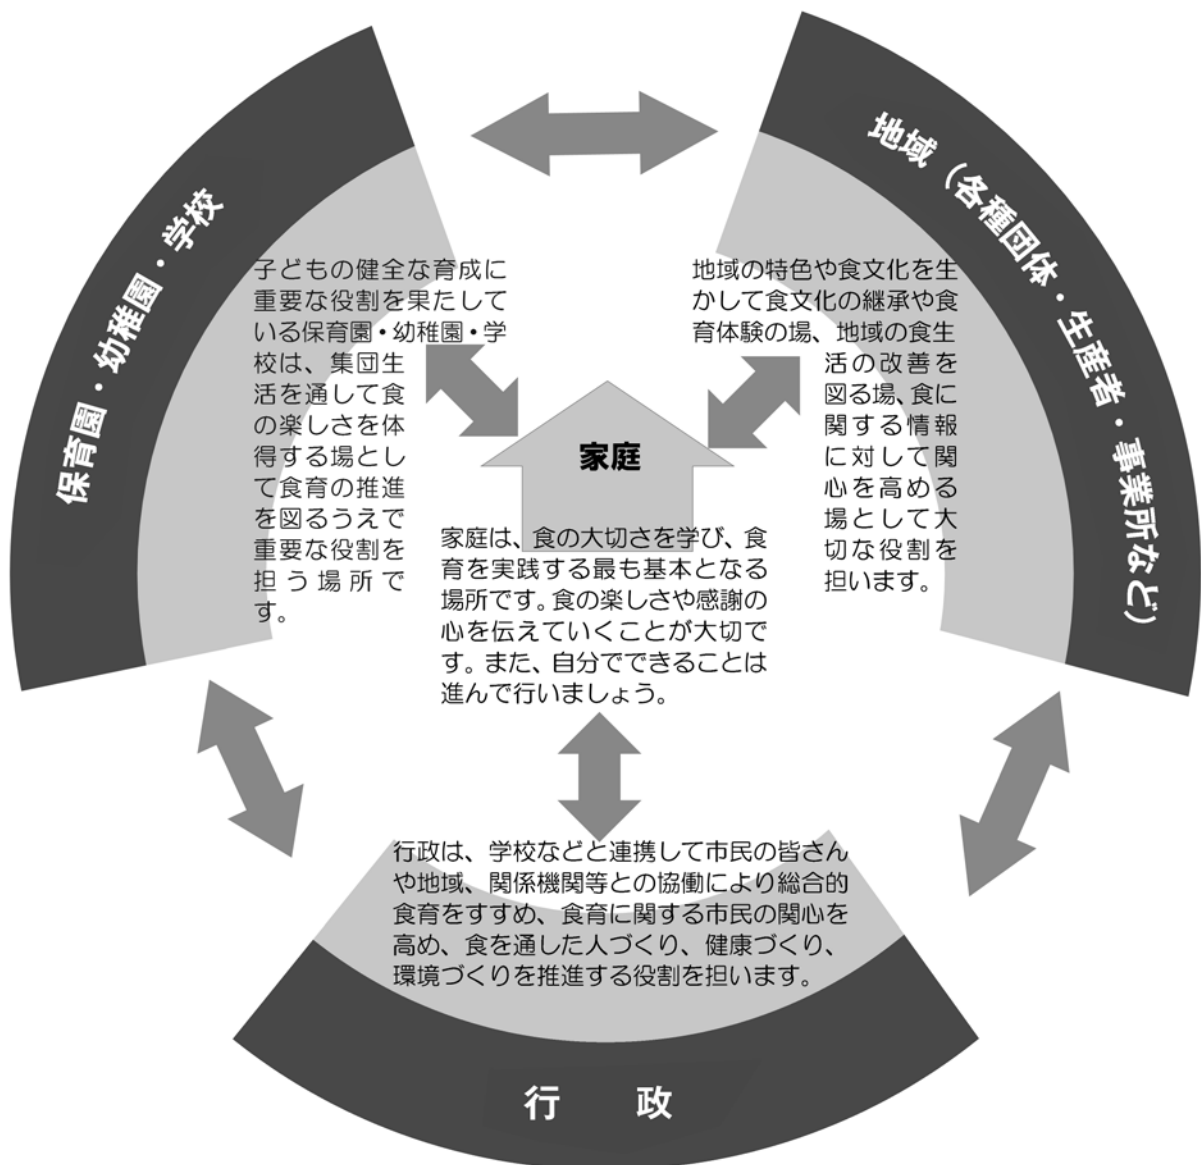 保育園・幼稚園・学校
子どもの健全な育成に
重要な役割を果たして
いる保育園・幼稚園・学
校は、集団生
活を通して食
の楽しさを体
得する場とし
て食育の推進
を図るうえで
重要な役割を
担う場所で
す。
地域（各種団体・生産者・事業所など）
地域の特色や食文化を生
かして食文化の継承や食
育体験の場、地域の食生
活の改善を
図る場、食に
関する情報
に対して関
心を高める
場として大
切な役割を
担います。
家庭
家庭は、食の大切さを学び、食
育を実践する最も基本となる
場所です。食の楽しさや感謝の
心を伝えていくことが大切で
す。また、自分でできることは
進んで行いましょう。
行政は、学校などと連携して市民の皆さん
や地域、関係機関等との協働により総合的
食育をすすめ、食育に関する市民の関心を
高め、食を通した人づくり、健康づくり、
環境づくりを推進する役割を担います。
行　政